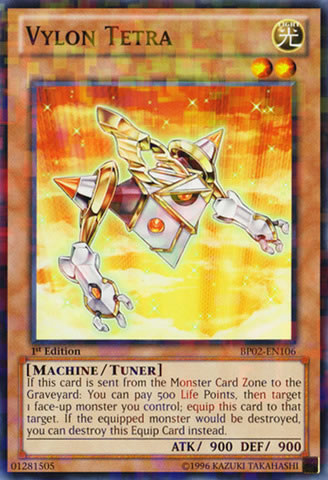 VYLON TETRA
LIGHT
光
1st Edition
BP02-EN106
[MACHINE / TUNER]
If this card is sent from the Monster Card Zone to the
Graveyard: You can pay 500 Life Points, then target
1 face-up monster you control; equip this card to that
target. If the equipped monster would be destroyed,
you can destroy this Equip Card instead.
ATK/ 900 DEF/ 900
01281505
©1996 KAZUKI TAKAHASHI